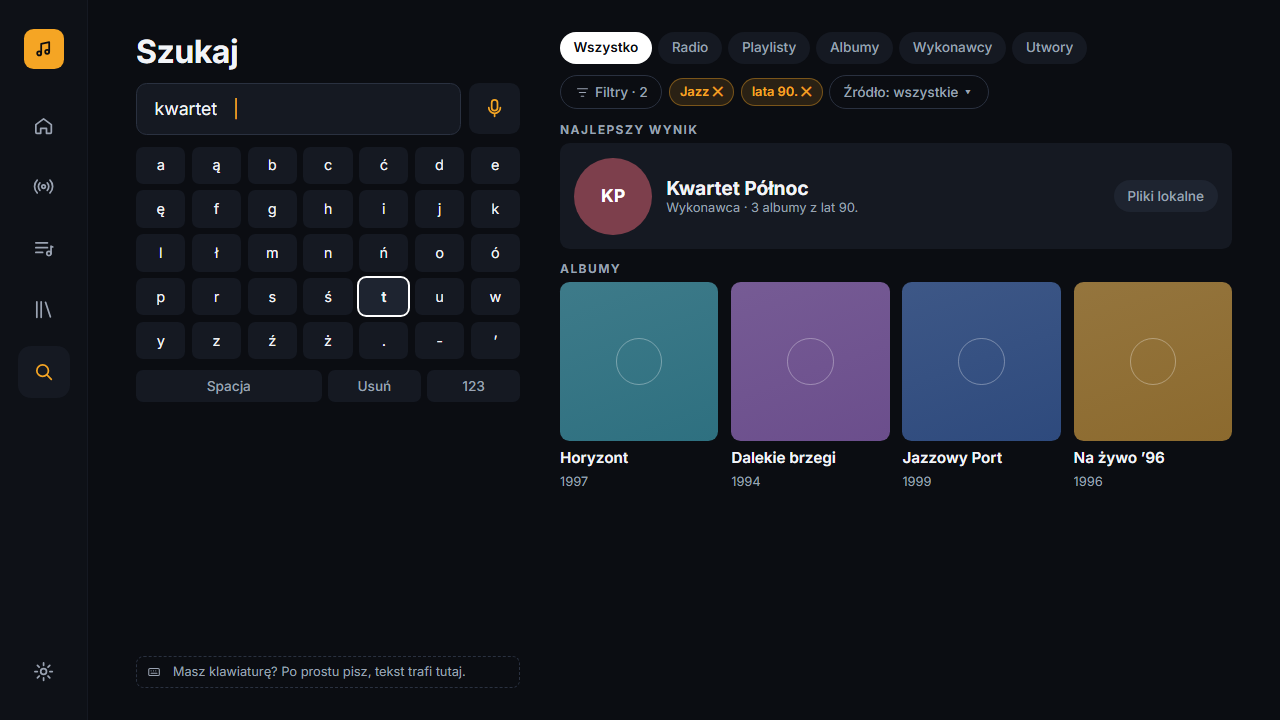 Szukaj
kwartet
a ą b c ć d e
ę f g h i j k
l ł m n ń o ó
p r s ś t u w
y z ź ż . - ’
Spacja Usuń 123
Masz klawiaturę? Po prostu pisz, tekst trafi tutaj.
Wszystko Radio Playlisty Albumy Wykonawcy Utwory
Filtry · 2 Jazz lata 90. Źródło: wszystkie
NAJLEPSZY WYNIK
KP
Kwartet Północ
Wykonawca · 3 albumy z lat 90.
Pliki lokalne
ALBUMY
Horyzont
1997
Dalekie brzegi
1994
Jazzowy Port
1999
Na żywo ’96
1996